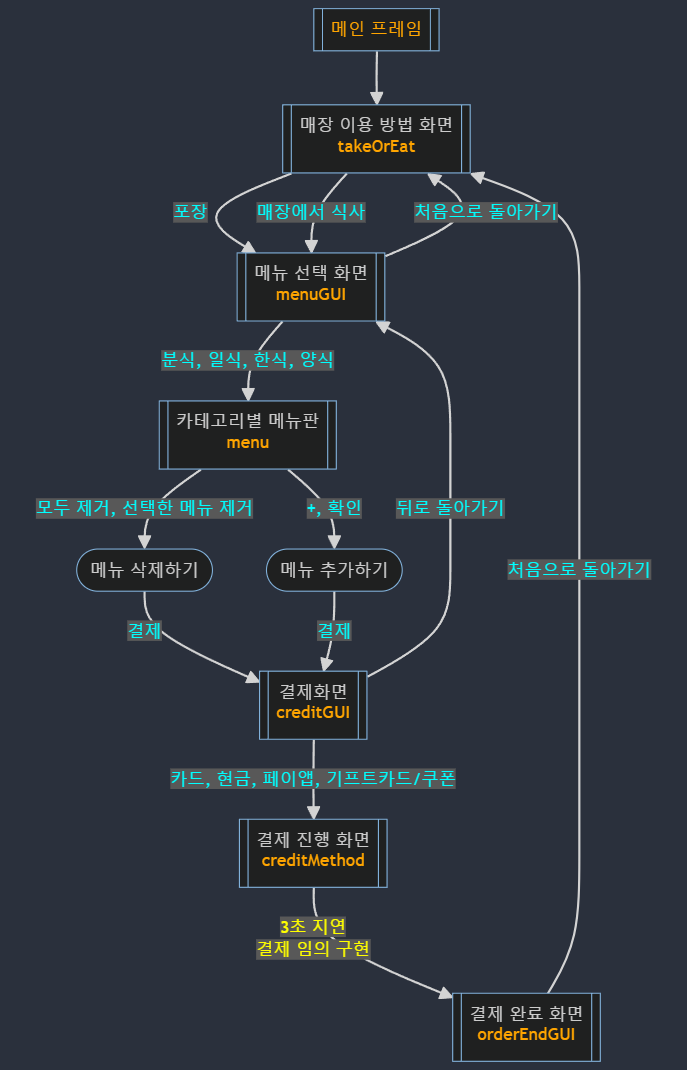 메인 프레임
매장 이용 방법 화면
takeOrEat
포장
매장에서 식사
처음으로 돌아가기
메뉴 선택 화면
menuGUI
분식, 일식, 한식, 양식
카테고리별 메뉴판
menu
모두 제거, 선택한 메뉴 제거
+, 확인
뒤로 돌아가기
메뉴 삭제하기
메뉴 추가하기
처음으로 돌아가기
결제
결제
결제화면
creditGUI
카드, 현금, 페이앱, 기프트카드/쿠폰
결제 진행 화면
creditMethod
3초 지연
결제 임의 구현
결제 완료 화면
orderEndGUI